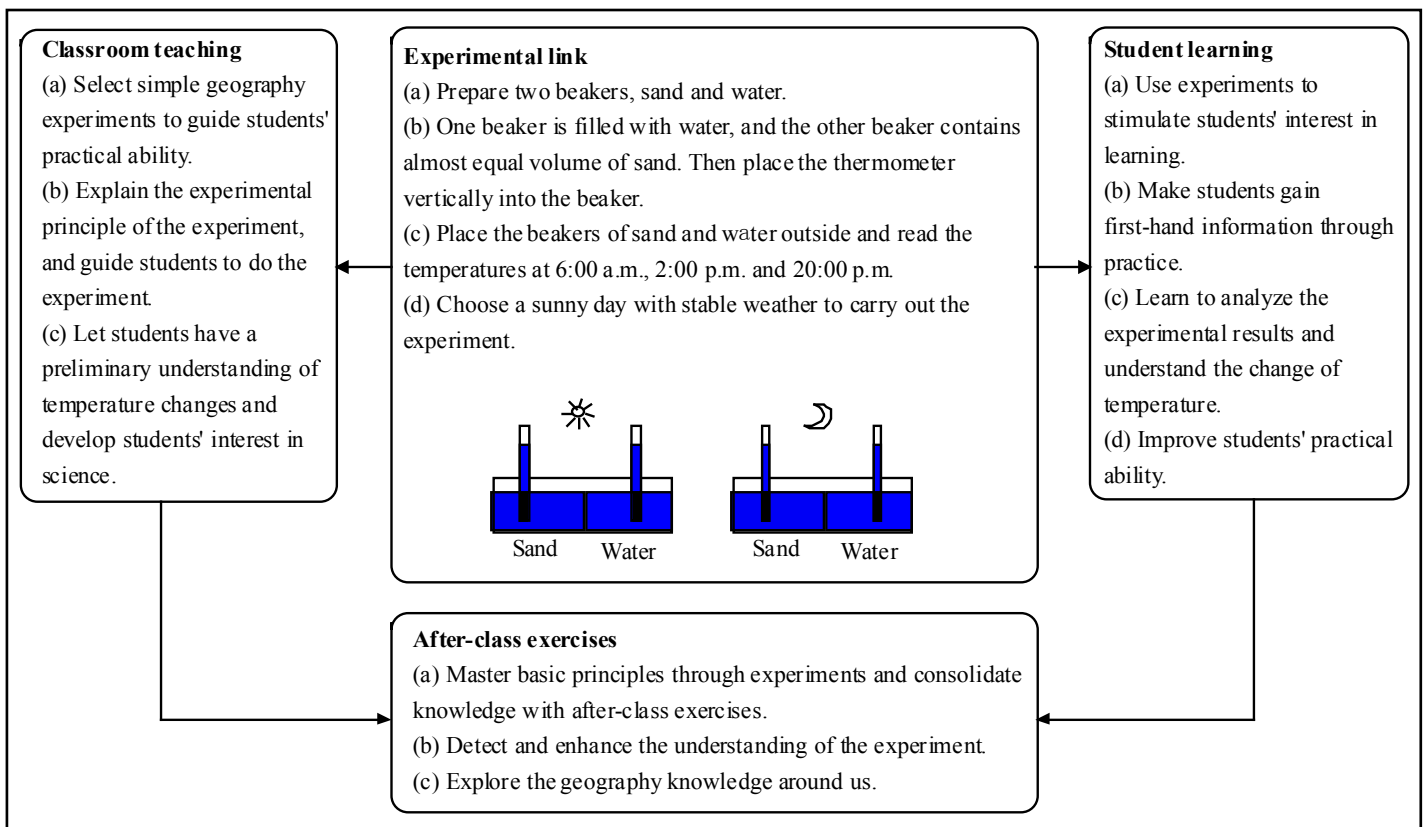 Classroom teaching
(a) Select simple geography
experiments to guide students'
practical ability.
(b) Explain the experimental
principle of the experiment,
and guide students to do the
experiment.
(c) Let students have a
preliminary understanding of
temperature changes and
develop students' interest in
science.
Experimental link
(a) Prepare two beakers, sand and water.
(b) One beaker is filled with water, and the other beaker contains
almost equal volume of sand. Then place the thermometer
vertically into the beaker.
(c) Place the beakers of sand and water outside and read the
temperatures at 6:00 a.m., 2:00 p.m. and 20:00 p.m.
(d) Choose a sunny day with stable weather to carry out the
experiment.
Sand Water Sand Water
Student learning
(a) Use experiments to
stimulate students' interest in
learning.
(b) Make students gain
first-hand information through
practice.
(c) Learn to analyze the
experimental results and
understand the change of
temperature.
(d) Improve students' practical
ability.
After-class exercises
(a) Master basic principles through experiments and consolidate
knowledge with after-class exercises.
(b) Detect and enhance the understanding of the experiment.
(c) Explore the geography knowledge around us.